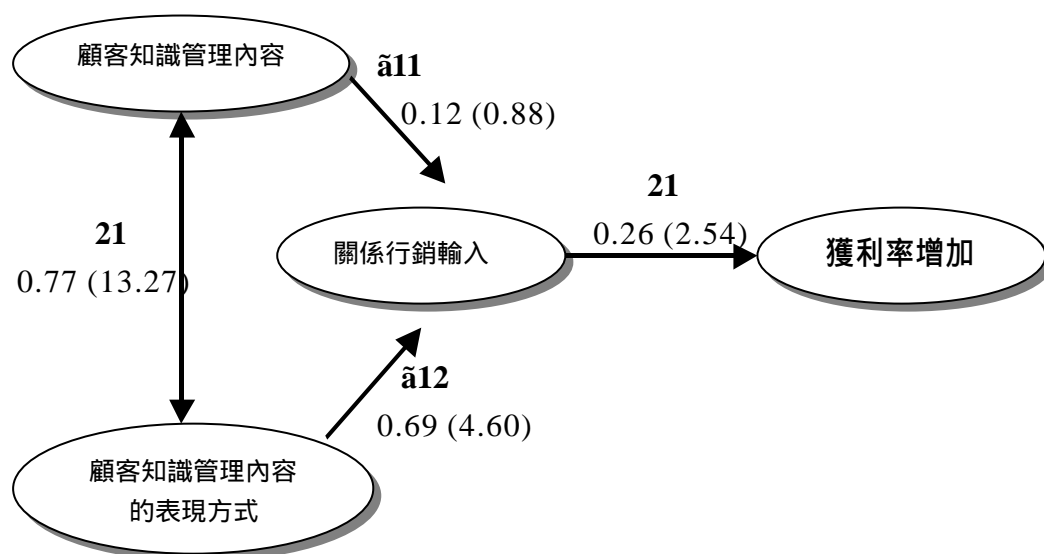 顧客知識管理內容
ã11
0.12 (0.88)
21
0.77 (13.27)
關係行銷輸入
21
0.26 (2.54)
獲利率增加
ã12
0.69 (4.60)
顧客知識管理內容
的表現方式